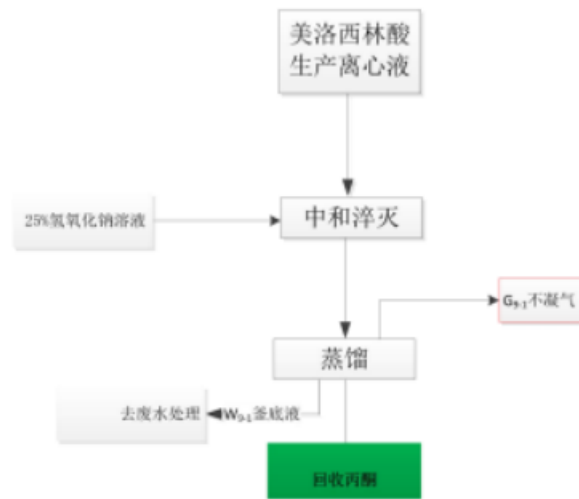 美洛西林酸
生产离心液
25%氢氧化钠溶液
中和淬灭
G₉₋₁不凝气
蒸馏
去废水处理
W₉₋₁釜底液
回收丙酮